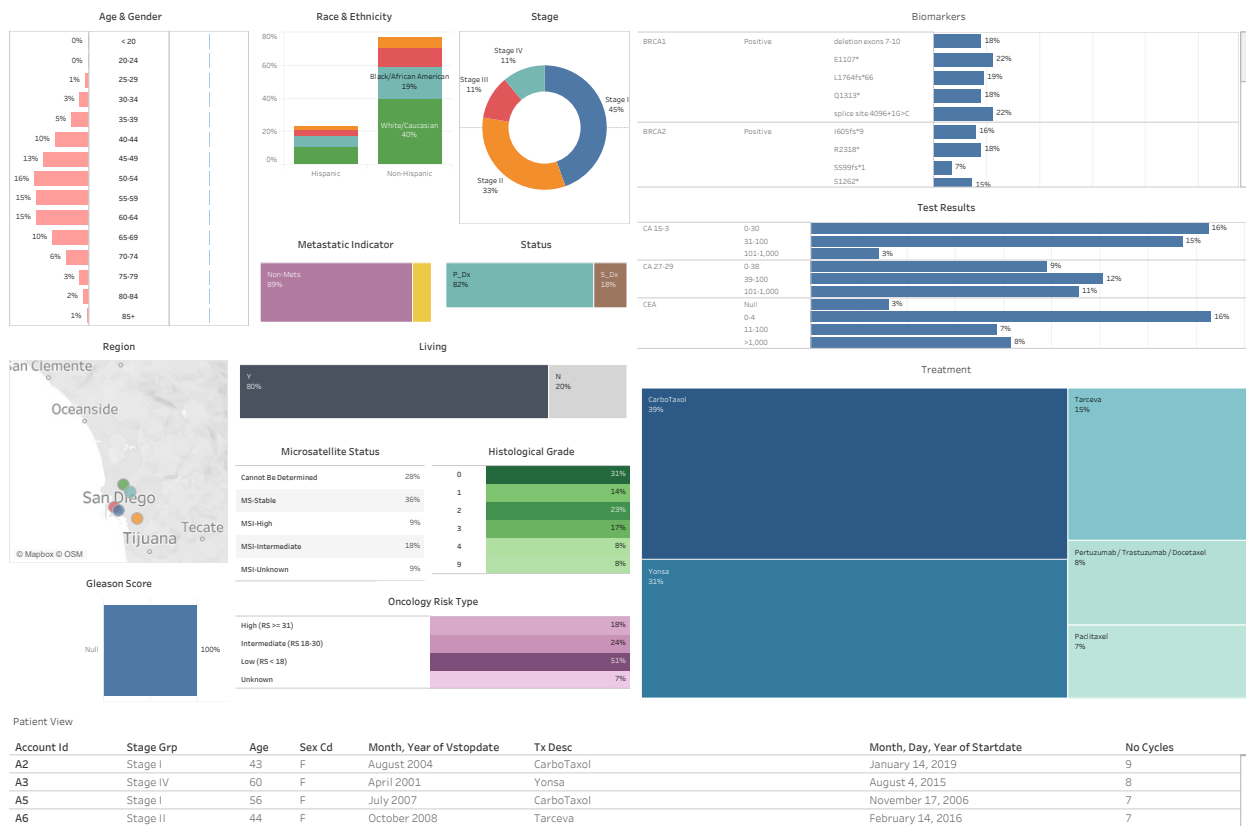 Age & Gender
0% < 20
0% 20-24
1% 25-29
3% 30-34
5% 35-39
10% 40-44
13% 45-49
16% 50-54
15% 55-59
15% 60-64
10% 65-69
6% 70-74
3% 75-79
2% 80-84
1% 85+
Race & Ethnicity
80%
60%
40%
20%
0%
Black/African American
19%
White/Caucasian
40%
Hispanic Non-Hispanic
Stage
Stage IV
11%
Stage III
11%
Stage I
45%
Stage II
33%
Biomarkers
BRCA1 Positive deletion exons 7-10 18%
E1107* 22%
L1764fs*66 19%
Q1313* 18%
splice site 4096+1G>C 22%
BRCA2 Positive I605fs*9 16%
R2318* 18%
S599fs*1 7%
S1262* 15%
Metastatic Indicator
Non-Mets
89%
Status
P_Dx
82%
S_Dx
18%
Test Results
CA 15-3 0-30 16%
31-100 15%
101-1,000 3%
CA 27-29 0-38 9%
39-100 12%
101-1,000 11%
CEA Null 3%
0-4 16%
11-100 7%
>1,000 8%
Region
San Clemente
Oceanside
San Diego
Tecate
Tijuana
© Mapbox © OSM
Living
Y
80%
N
20%
Microsatellite Status
Cannot Be Determined 28%
MS-Stable 36%
MSI-High 9%
MSI-Intermediate 18%
MSI-Unknown 9%
Histological Grade
0 31%
1 14%
2 23%
3 17%
4 8%
9 8%
Treatment
CarboTaxol
39%
Tarceva
15%
Yonsa
31%
Pertuzumab / Trastuzumab / Docetaxel
8%
Paclitaxel
7%
Gleason Score
Null 100%
Oncology Risk Type
High (RS >= 31) 18%
Intermediate (RS 18-30) 24%
Low (RS < 18) 51%
Unknown 7%
Patient View
Account Id Stage Grp Age Sex Cd Month, Year of Vstopdate Tx Desc Month, Day, Year of Startdate No Cycles
A2 Stage I 43 F August 2004 CarboTaxol January 14, 2019 9
A3 Stage IV 60 F April 2001 Yonsa August 4, 2015 8
A5 Stage I 56 F July 2007 CarboTaxol November 17, 2006 7
A6 Stage II 44 F October 2008 Tarceva February 14, 2016 7